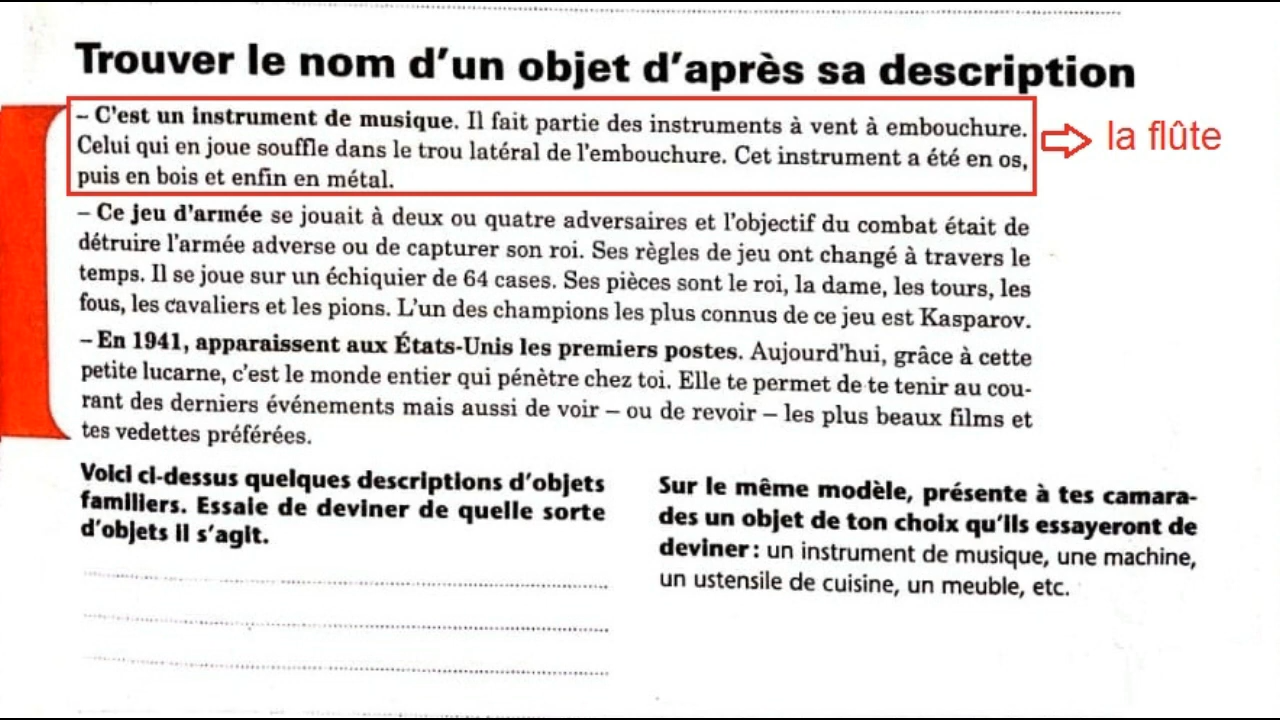 Trouver le nom d'un objet d'après sa description
– C'est un instrument de musique. Il fait partie des instruments à vent à embouchure.
Celui qui en joue souffle dans le trou latéral de l'embouchure. Cet instrument a été en os,
puis en bois et enfin en métal.
la flûte
– Ce jeu d'armée se jouait à deux ou quatre adversaires et l'objectif du combat était de
détruire l'armée adverse ou de capturer son roi. Ses règles de jeu ont changé à travers le
temps. Il se joue sur un échiquier de 64 cases. Ses pièces sont le roi, la dame, les tours, les
fous, les cavaliers et les pions. L'un des champions les plus connus de ce jeu est Kasparov.
– En 1941, apparaissent aux États-Unis les premiers postes. Aujourd'hui, grâce à cette
petite lucarne, c'est le monde entier qui pénètre chez toi. Elle te permet de te tenir au cou-
rant des derniers événements mais aussi de voir – ou de revoir – les plus beaux films et
tes vedettes préférées.
Voici ci-dessus quelques descriptions d'objets
familiers. Essaie de deviner de quelle sorte
d'objets il s'agit.
Sur le même modèle, présente à tes camara-
des un objet de ton choix qu'ils essayeront de
deviner : un instrument de musique, une machine,
un ustensile de cuisine, un meuble, etc.